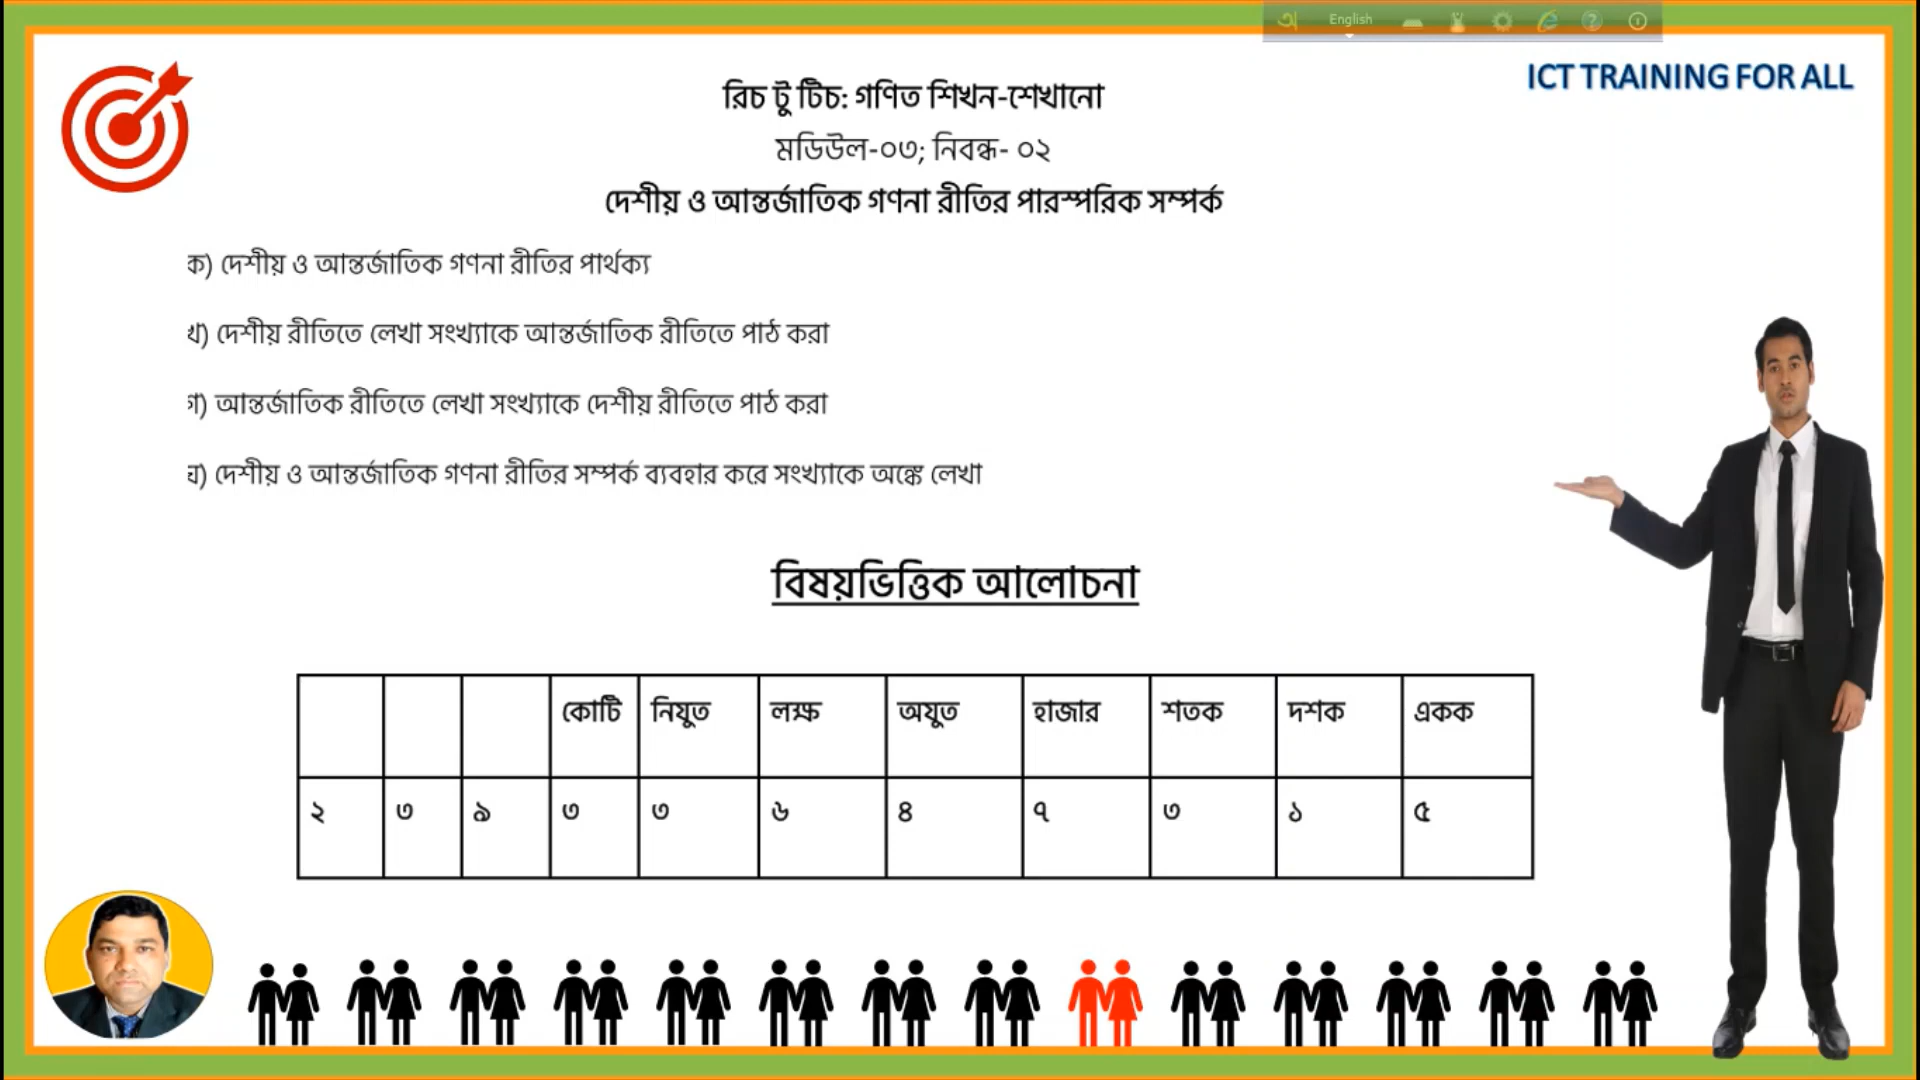 English
ICT TRAINING FOR ALL
রিচ টু টিচ: গণিত শিখন-শেখানো
মডিউল-০৩; নিবন্ধ- ০২
দেশীয় ও আন্তর্জাতিক গণনা রীতির পারস্পরিক সম্পর্ক
ক) দেশীয় ও আন্তর্জাতিক গণনা রীতির পার্থক্য
খ) দেশীয় রীতিতে লেখা সংখ্যাকে আন্তর্জাতিক রীতিতে পাঠ করা
গ) আন্তর্জাতিক রীতিতে লেখা সংখ্যাকে দেশীয় রীতিতে পাঠ করা
ঘ) দেশীয় ও আন্তর্জাতিক গণনা রীতির সম্পর্ক ব্যবহার করে সংখ্যাকে অঙ্কে লেখা
বিষয়ভিত্তিক আলোচনা
কোটি নিযুত লক্ষ অযুত হাজার শতক দশক একক
২ ৩ ৯ ৩ ৩ ৬ ৪ ৭ ৩ ১ ৫